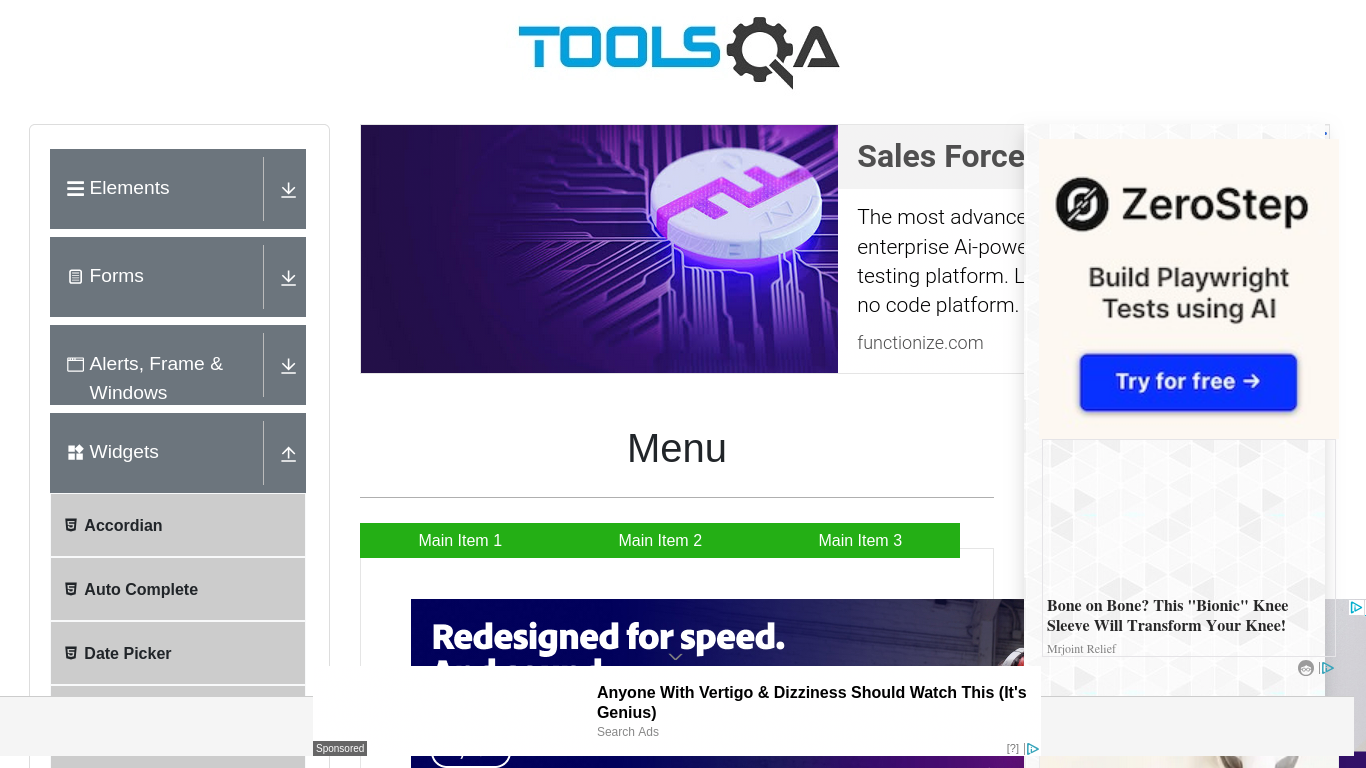 TOOLSQA
Elements
Forms
Alerts, Frame &
Windows
Widgets
Accordian
Auto Complete
Date Picker
Sales Force
The most advance
enterprise Ai-powe
testing platform. L
no code platform.
functionize.com
ZeroStep
Build Playwright
Tests using AI
Try for free →
Menu
Main Item 1
Main Item 2
Main Item 3
Redesigned for speed.
Bone on Bone? This "Bionic" Knee
Sleeve Will Transform Your Knee!
Mrjoint Relief
Anyone With Vertigo & Dizziness Should Watch This (It's
Genius)
Search Ads
Sponsored
[?]